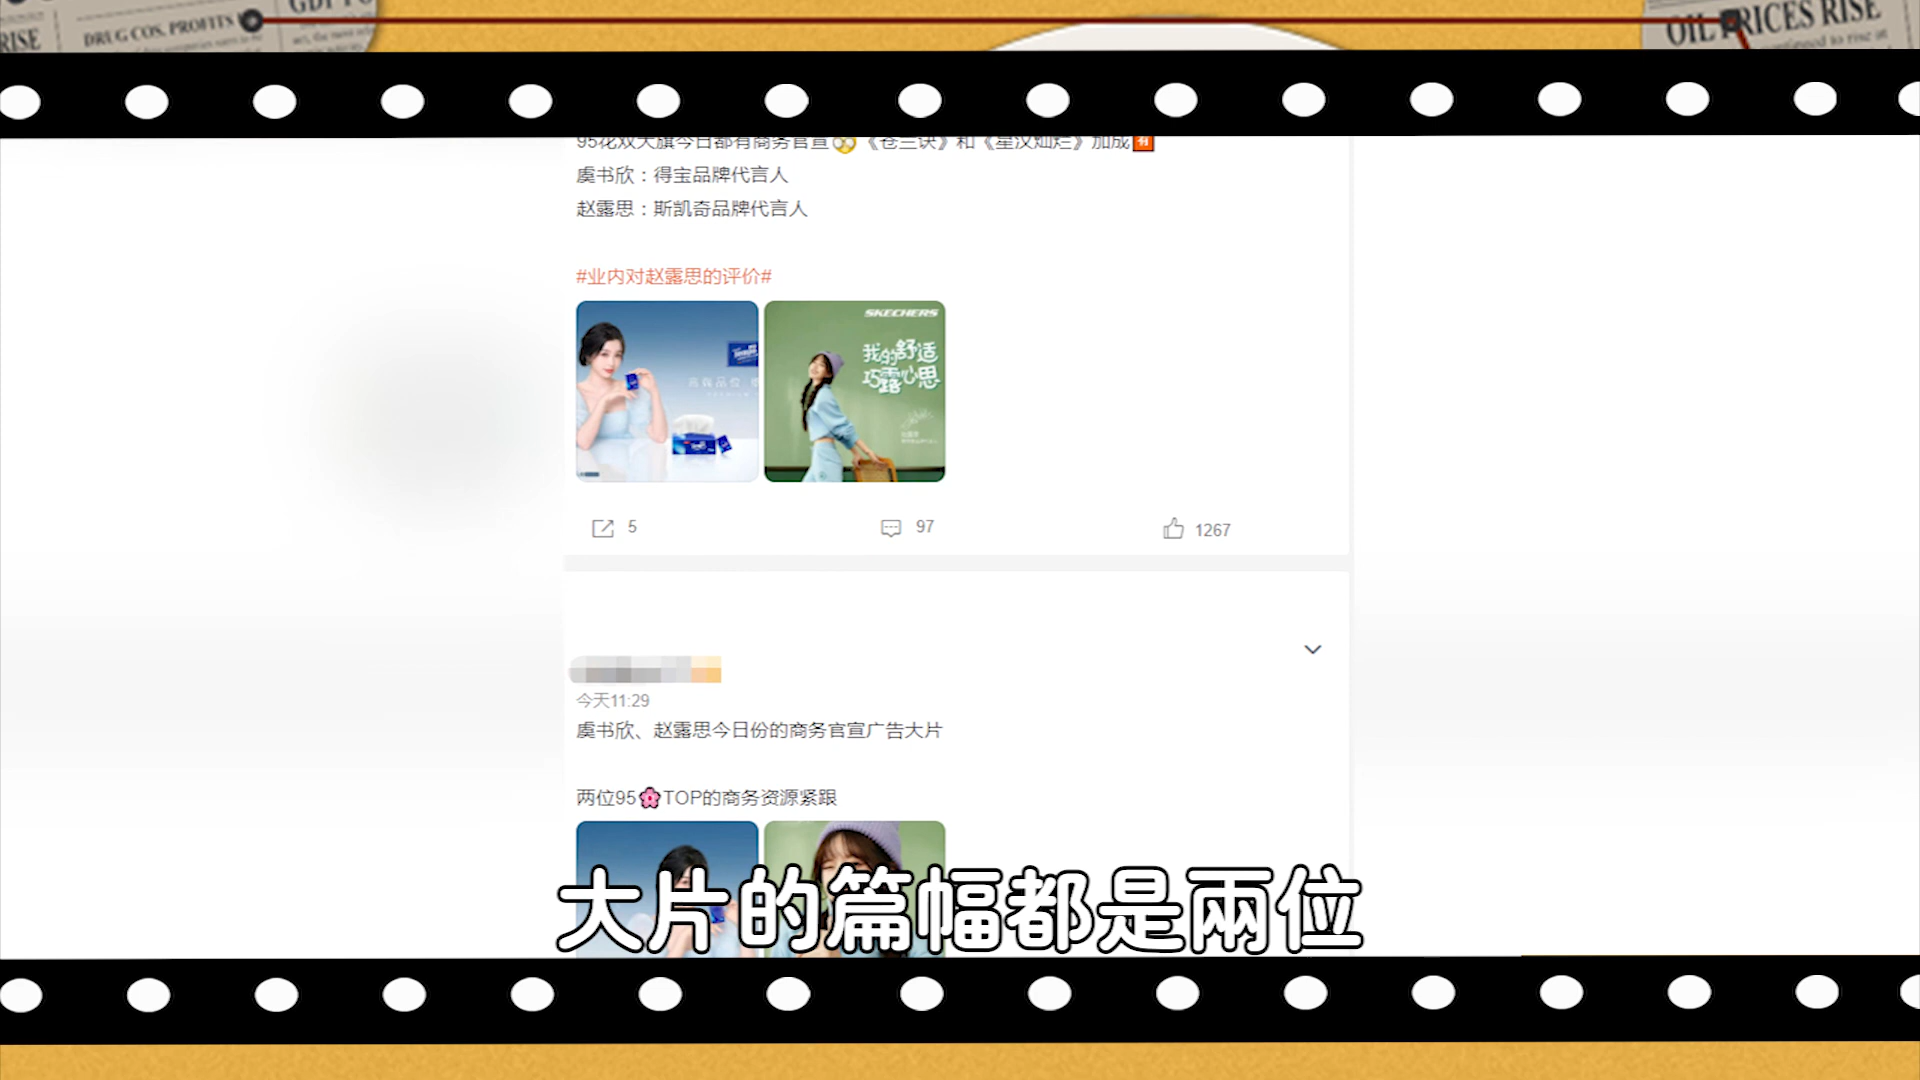 DRUG COS. PROFITS
RISE
OIL PRICES RISE
continued to rise at
95花双大旗今日都有商务官宣《苍兰诀》和《星汉灿烂》加成
虞书欣：得宝品牌代言人
赵露思：斯凯奇品牌代言人
#业内对赵露思的评价#
SKECHERS
我的舒适
巧露心思
5
97
1267
今天11:29
虞书欣、赵露思今日份的商务官宣广告大片
两位95TOP的商务资源紧跟
大片的篇幅都是兩位